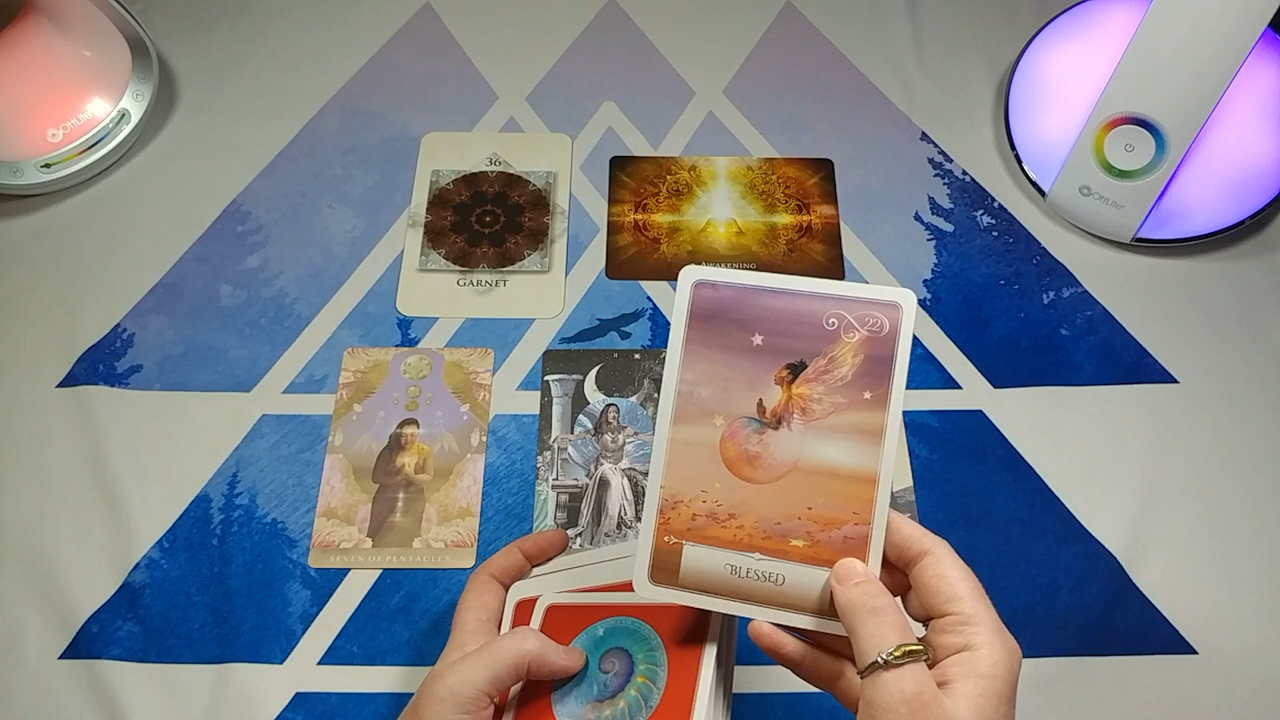 OttLite
OttLite
36
GARNET
AWAKENING
22
BLESSED
SEVEN OF PENTACLES